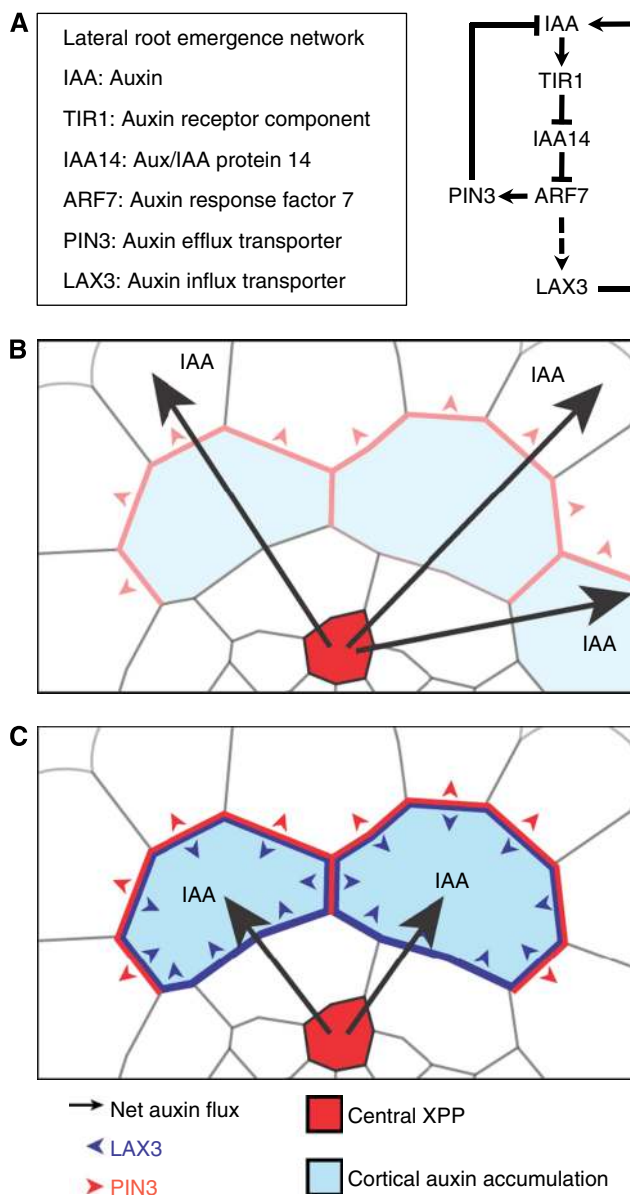 A
Lateral root emergence network
IAA: Auxin
TIR1: Auxin receptor component
IAA14: Aux/IAA protein 14
ARF7: Auxin response factor 7
PIN3: Auxin efflux transporter
LAX3: Auxin influx transporter
IAA
TIR1
IAA14
PIN3 ARF7
LAX3
B
IAA IAA
IAA
C
IAA IAA
Net auxin flux
LAX3
PIN3
Central XPP
Cortical auxin accumulation